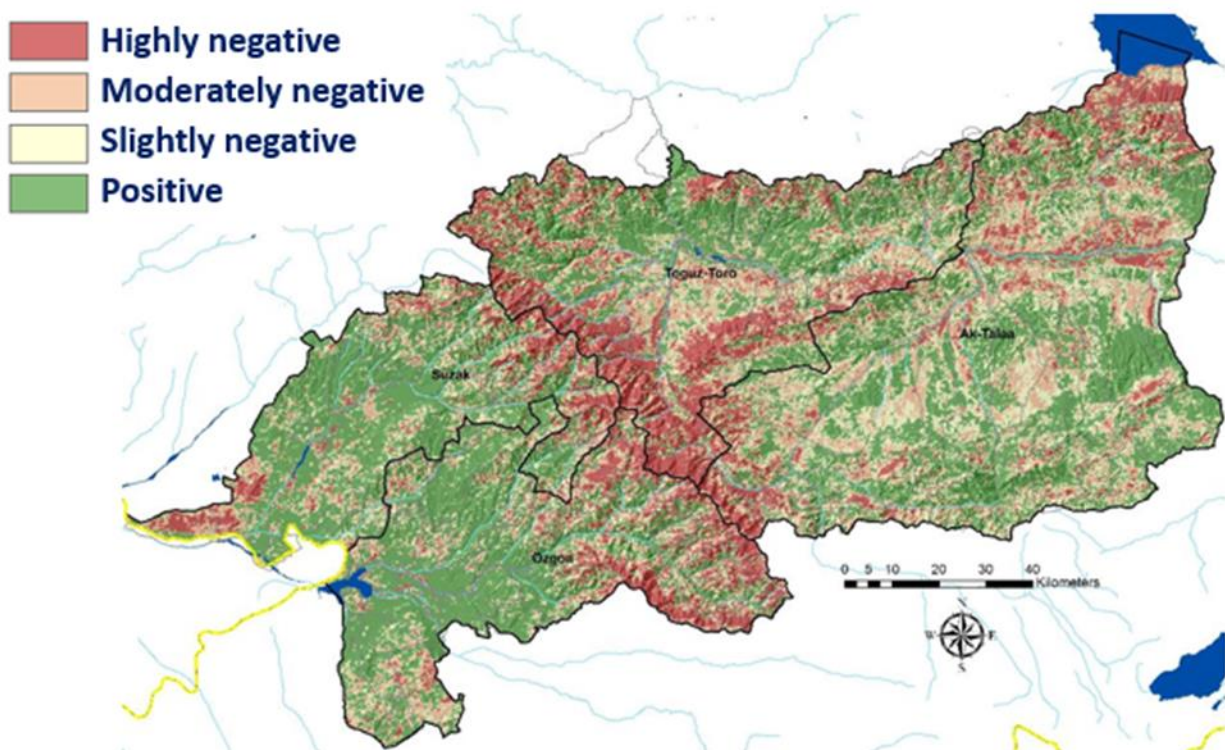 Highly negative
Moderately negative
Slightly negative
Positive
Toguz-Toro
Ak-Talaa
Suzak
Ozgon
0 5 10 20 30 40
Kilometers
N
W E
S